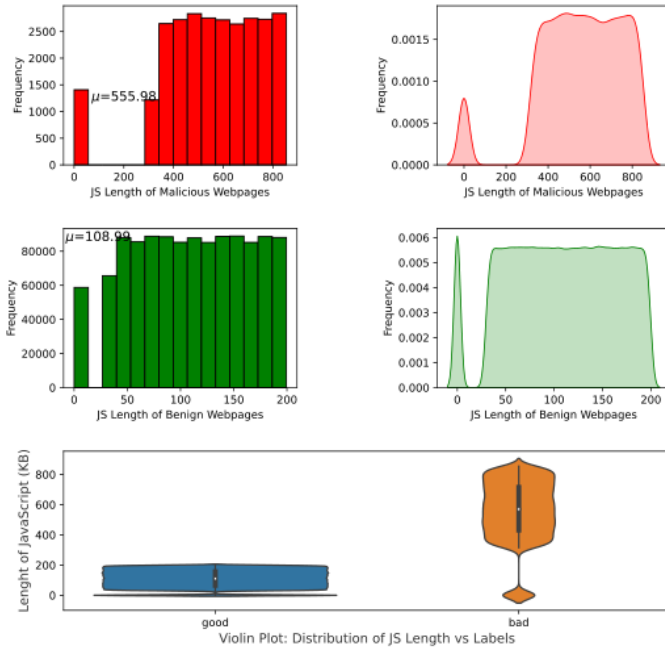 2500
2000
1500
1000
500
0
Frequency
μ=555.98
0 200 400 600 800
JS Length of Malicious Webpages
0.0015
0.0010
0.0005
0.0000
Frequency
0 200 400 600 800
JS Length of Malicious Webpages
80000
60000
40000
20000
0
Frequency
μ=108.99
0 50 100 150 200
JS Length of Benign Webpages
0.006
0.005
0.004
0.003
0.002
0.001
0.000
Frequency
0 50 100 150 200
JS Length of Benign Webpages
Lenght of JavaScript (KB)
800
600
400
200
0
good bad
Violin Plot: Distribution of JS Length vs Labels